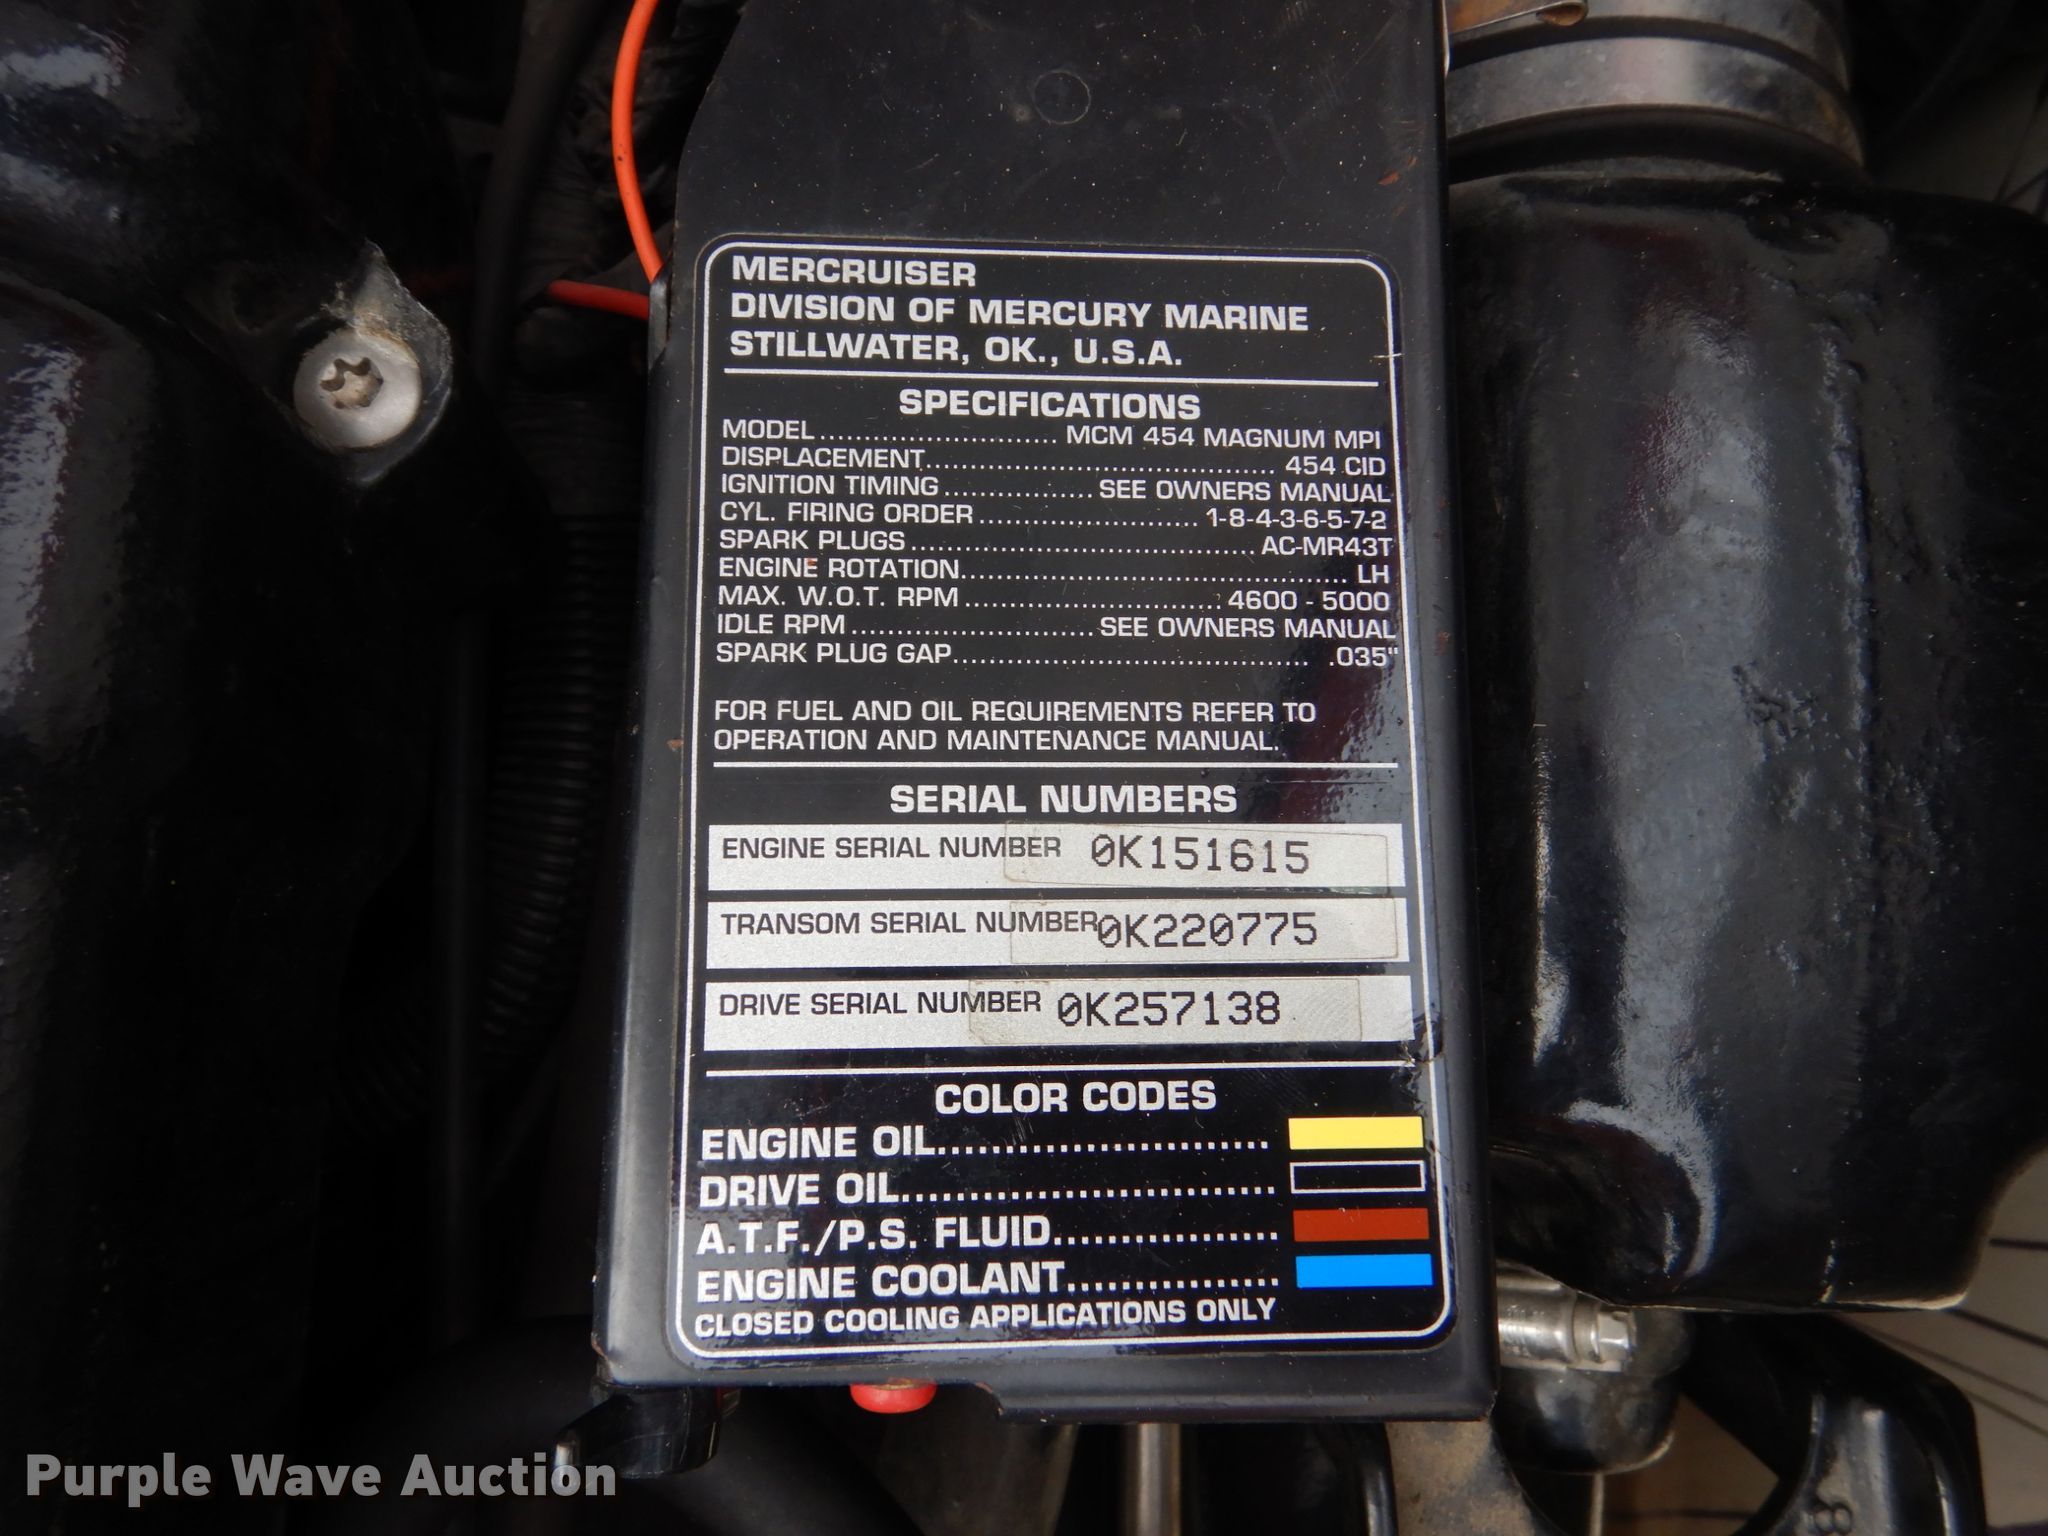 MERCRUISER
DIVISION OF MERCURY MARINE
STILLWATER, OK., U.S.A.
SPECIFICATIONS
MODEL........................... MCM 454 MAGNUM MPI
DISPLACEMENT....................................... 454 CID
IGNITION TIMING................. SEE OWNERS MANUAL
CYL. FIRING ORDER......................... 1-8-4-3-6-5-7-2
SPARK PLUGS....................................... AC-MR43T
ENGINE ROTATION............................................ LH
MAX. W.O.T. RPM............................. 4600 - 5000
IDLE RPM............................ SEE OWNERS MANUAL
SPARK PLUG GAP........................................ .035"
FOR FUEL AND OIL REQUIREMENTS REFER TO
OPERATION AND MAINTENANCE MANUAL.
SERIAL NUMBERS
ENGINE SERIAL NUMBER 0K151615
TRANSOM SERIAL NUMBER 0K220775
DRIVE SERIAL NUMBER 0K257138
COLOR CODES
ENGINE OIL.........................
DRIVE OIL............................
A.T.F./P.S. FLUID.................
ENGINE COOLANT................
CLOSED COOLING APPLICATIONS ONLY
8
Purple Wave Auction